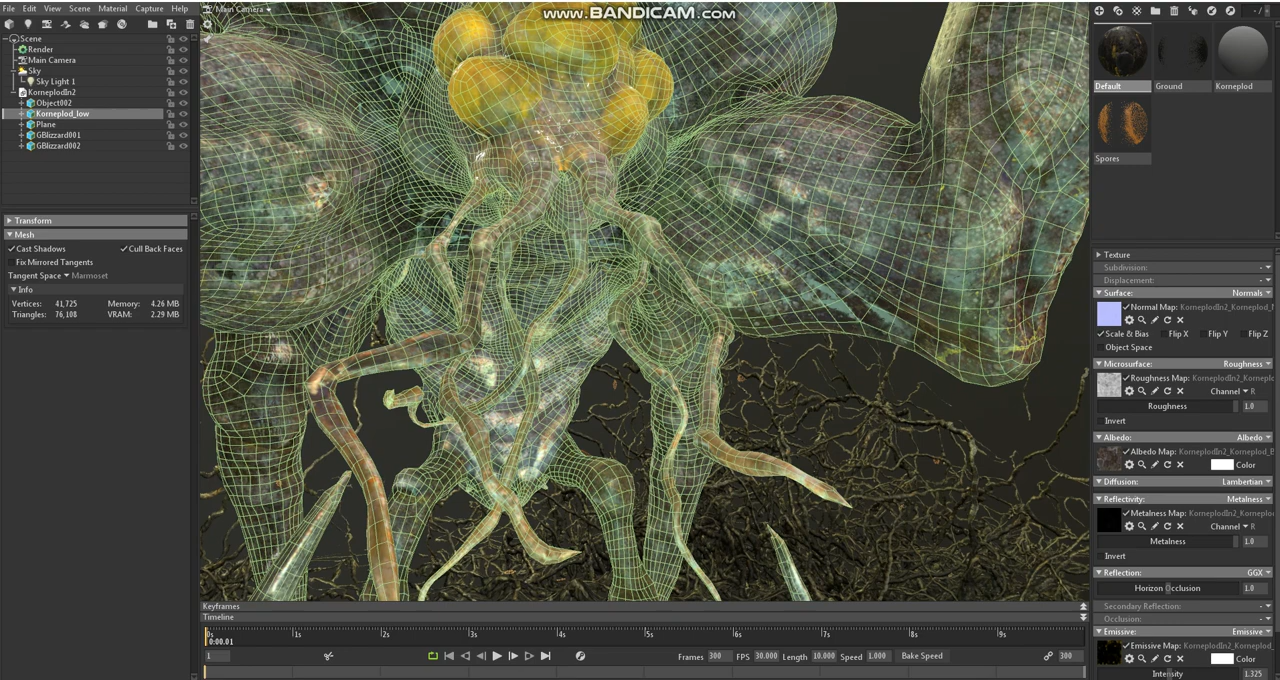 File Edit View Scene Material Capture Help
Main Camera
www.BANDICAM.com
Scene
Render
Main Camera
Sky
Sky Light 1
KorneplodIn2
Object002
Korneplod_low
Plane
GBlizzard001
GBlizzard002
Transform
Mesh
Cast Shadows Cull Back Faces
Fix Mirrored Tangents
Tangent Space Marmoset
Info
Vertices: 41,725 Memory: 4.26 MB
Triangles: 76,108 VRAM: 2.29 MB
Default Ground Korneplod
Spores
Texture
Subdivision:
Displacement:
Surface: Normals
Normal Map: KorneplodIn2_Korneplod_
Scale & Bias Flip X Flip Y Flip Z
Object Space
Microsurface: Roughness
Roughness Map: KorneplodIn2_Korneplo
Channel R
Roughness 1.0
Invert
Albedo: Albedo
Albedo Map: KorneplodIn2_Korneplod_B
Color
Diffusion: Lambertian
Reflectivity: Metalness
Metalness Map: KorneplodIn2_Korneplo
Channel R
Metalness 1.0
Invert
Reflection: GGX
Horizon Occlusion 1.0
Secondary Reflection:
Occlusion:
Emissive: Emissive
Emissive Map: KorneplodIn2_Korneplod_
Color
Intensity 1.325
Keyframes
Timeline
0s 1s 2s 3s 4s 5s 6s 7s 8s 9s
0:00.01
1 Frames 300 FPS 30.000 Length 10.000 Speed 1.000 Bake Speed 300